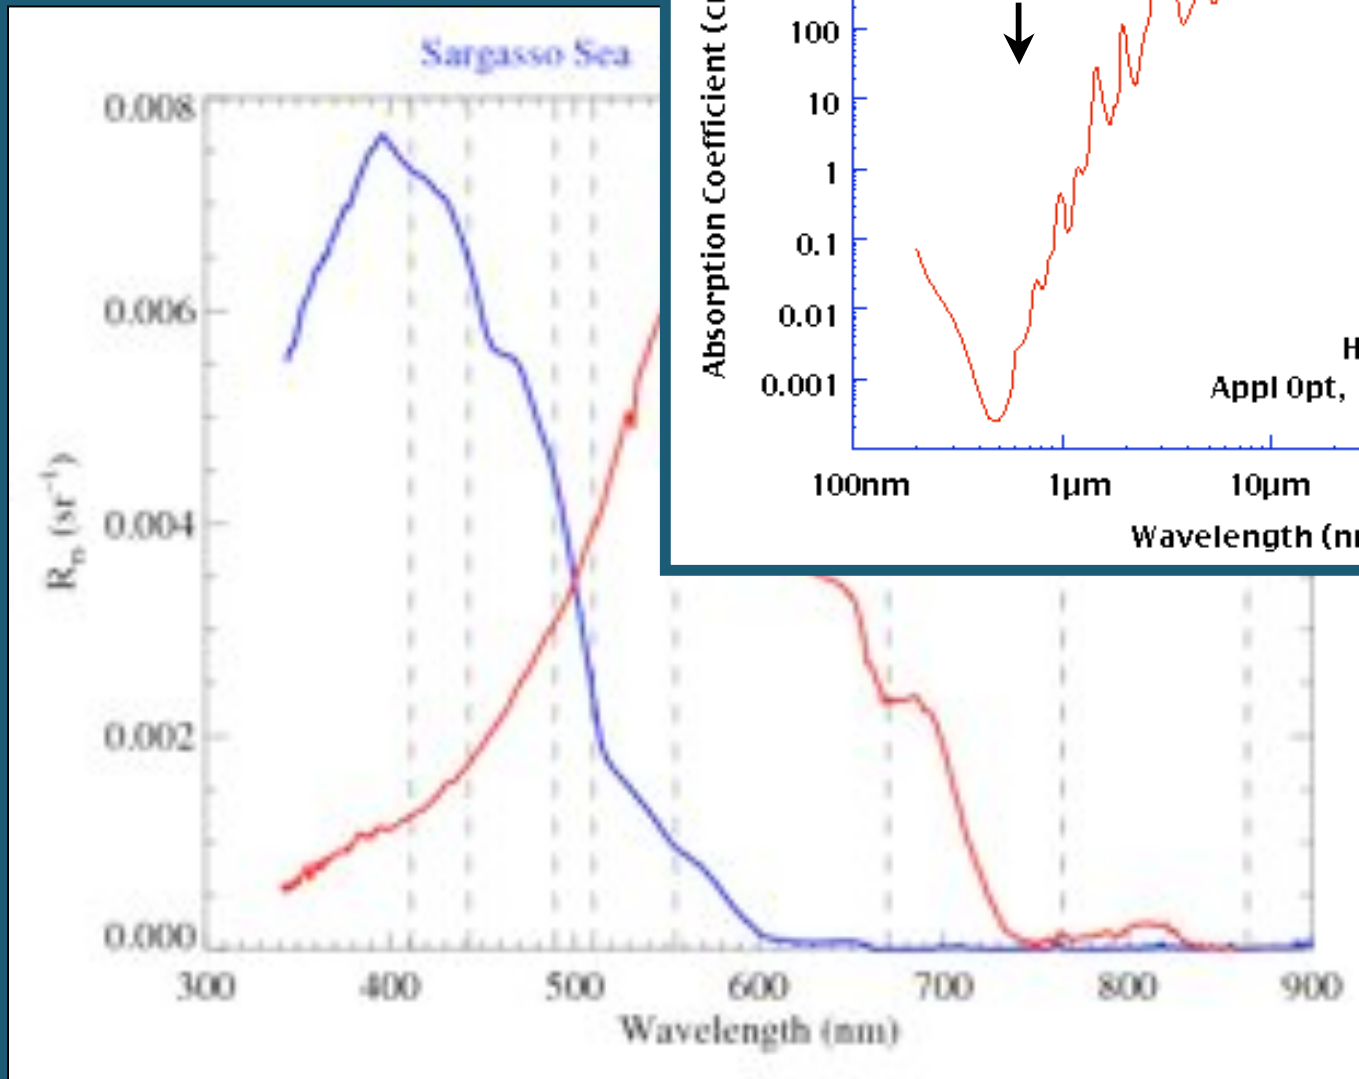 Sargasso Sea
0.008
0.006
0.004
0.002
0.000
300 400 500 600 700 800 900
Wavelength (nm)
Absorption Coefficient
100
10
1
0.1
0.01
0.001
Appl Opt,
100nm 1µm 10µm
Wavelength